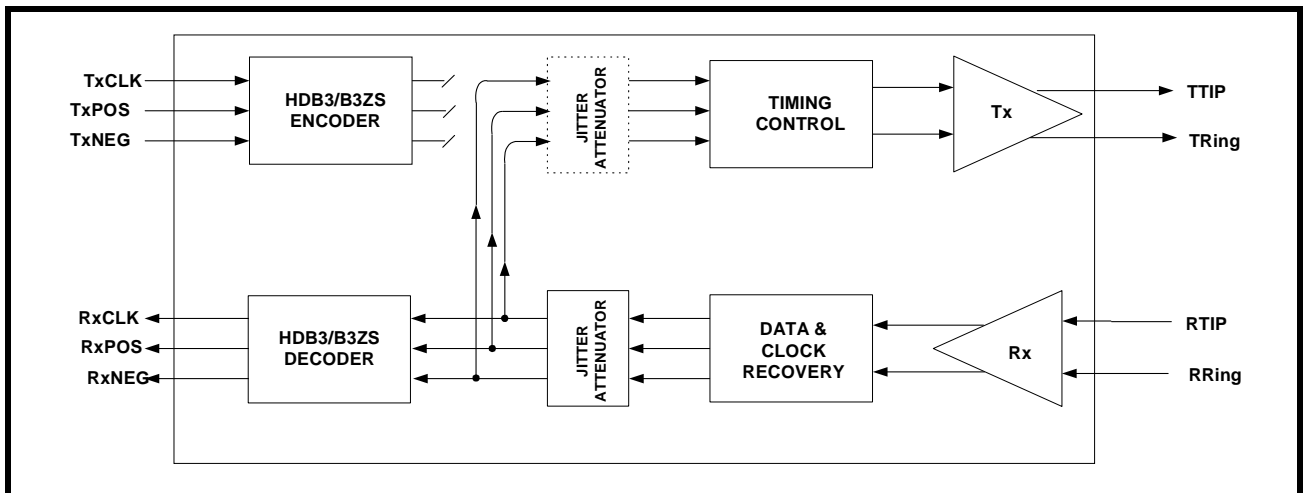 TxCLK
TxPOS
TxNEG
HDB3/B3ZS
ENCODER
JITTER
ATTENUATOR
TIMING
CONTROL
Tx
TTIP
TRing
RxCLK
RxPOS
RxNEG
HDB3/B3ZS
DECODER
JITTER
ATTENUATOR
DATA &
CLOCK
RECOVERY
Rx
RTIP
RRing